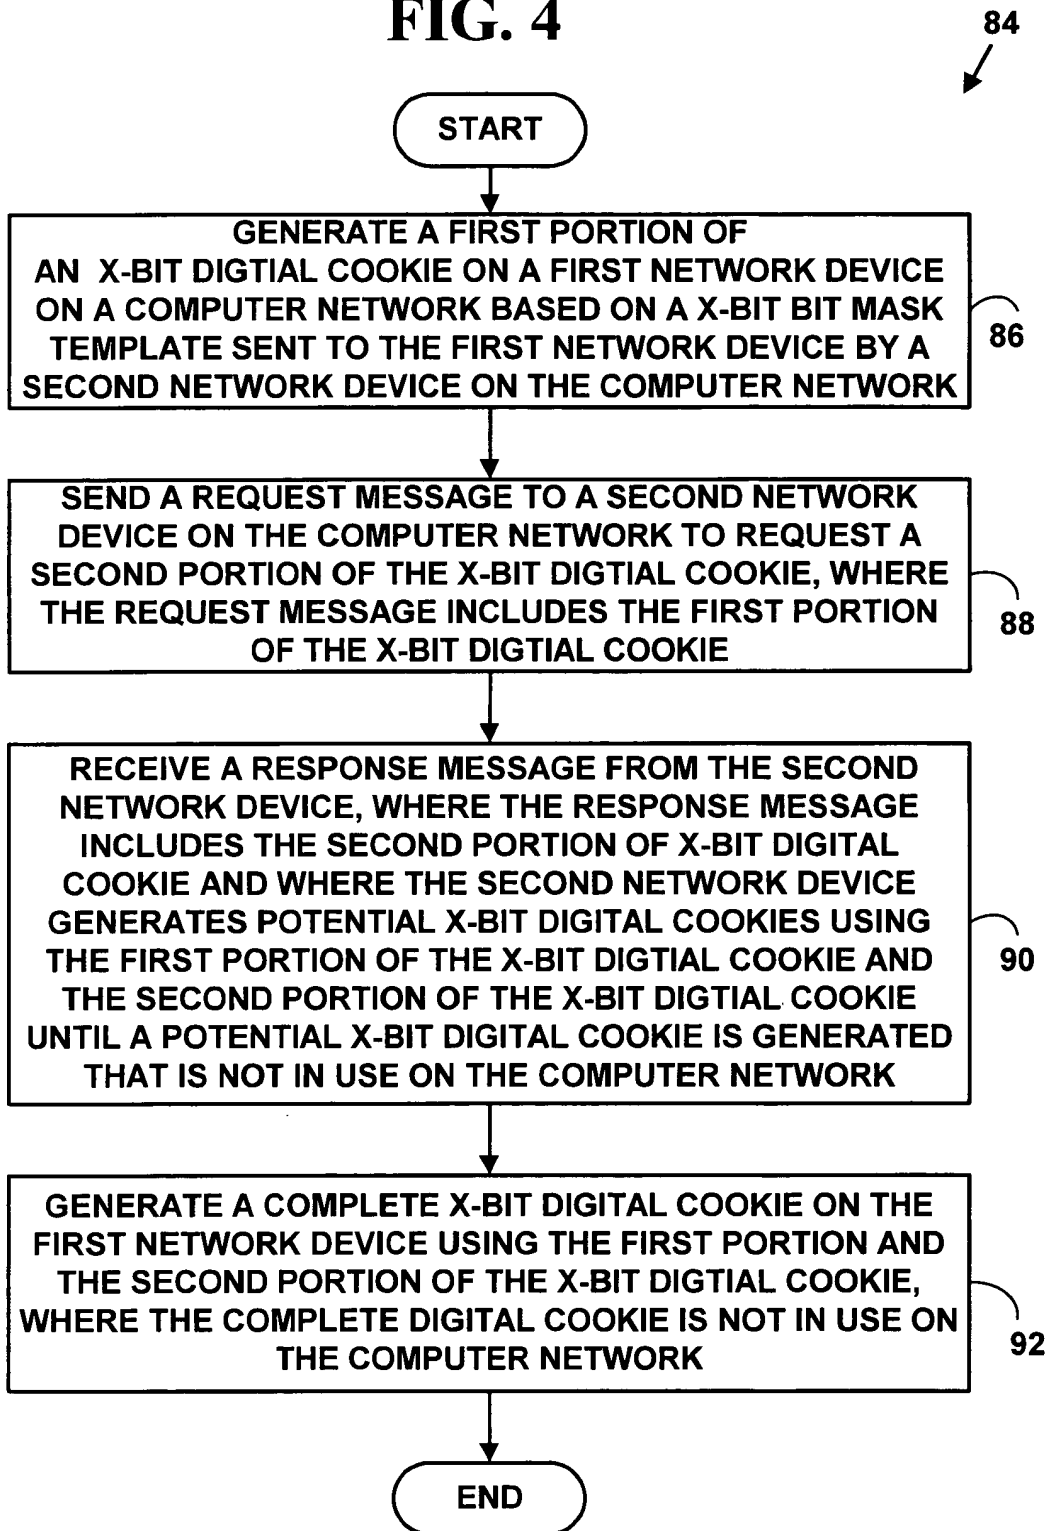 FIG. 4
84
START
GENERATE A FIRST PORTION OF
AN X-BIT DIGTIAL COOKIE ON A FIRST NETWORK DEVICE
ON A COMPUTER NETWORK BASED ON A X-BIT BIT MASK
TEMPLATE SENT TO THE FIRST NETWORK DEVICE BY A
SECOND NETWORK DEVICE ON THE COMPUTER NETWORK
86
SEND A REQUEST MESSAGE TO A SECOND NETWORK
DEVICE ON THE COMPUTER NETWORK TO REQUEST A
SECOND PORTION OF THE X-BIT DIGTIAL COOKIE, WHERE
THE REQUEST MESSAGE INCLUDES THE FIRST PORTION
OF THE X-BIT DIGTIAL COOKIE
88
RECEIVE A RESPONSE MESSAGE FROM THE SECOND
NETWORK DEVICE, WHERE THE RESPONSE MESSAGE
INCLUDES THE SECOND PORTION OF X-BIT DIGITAL
COOKIE AND WHERE THE SECOND NETWORK DEVICE
GENERATES POTENTIAL X-BIT DIGITAL COOKIES USING
THE FIRST PORTION OF THE X-BIT DIGTIAL COOKIE AND
THE SECOND PORTION OF THE X-BIT DIGTIAL COOKIE
UNTIL A POTENTIAL X-BIT DIGITAL COOKIE IS GENERATED
THAT IS NOT IN USE ON THE COMPUTER NETWORK
90
GENERATE A COMPLETE X-BIT DIGITAL COOKIE ON THE
FIRST NETWORK DEVICE USING THE FIRST PORTION AND
THE SECOND PORTION OF THE X-BIT DIGTIAL COOKIE,
WHERE THE COMPLETE DIGITAL COOKIE IS NOT IN USE ON
THE COMPUTER NETWORK
92
END